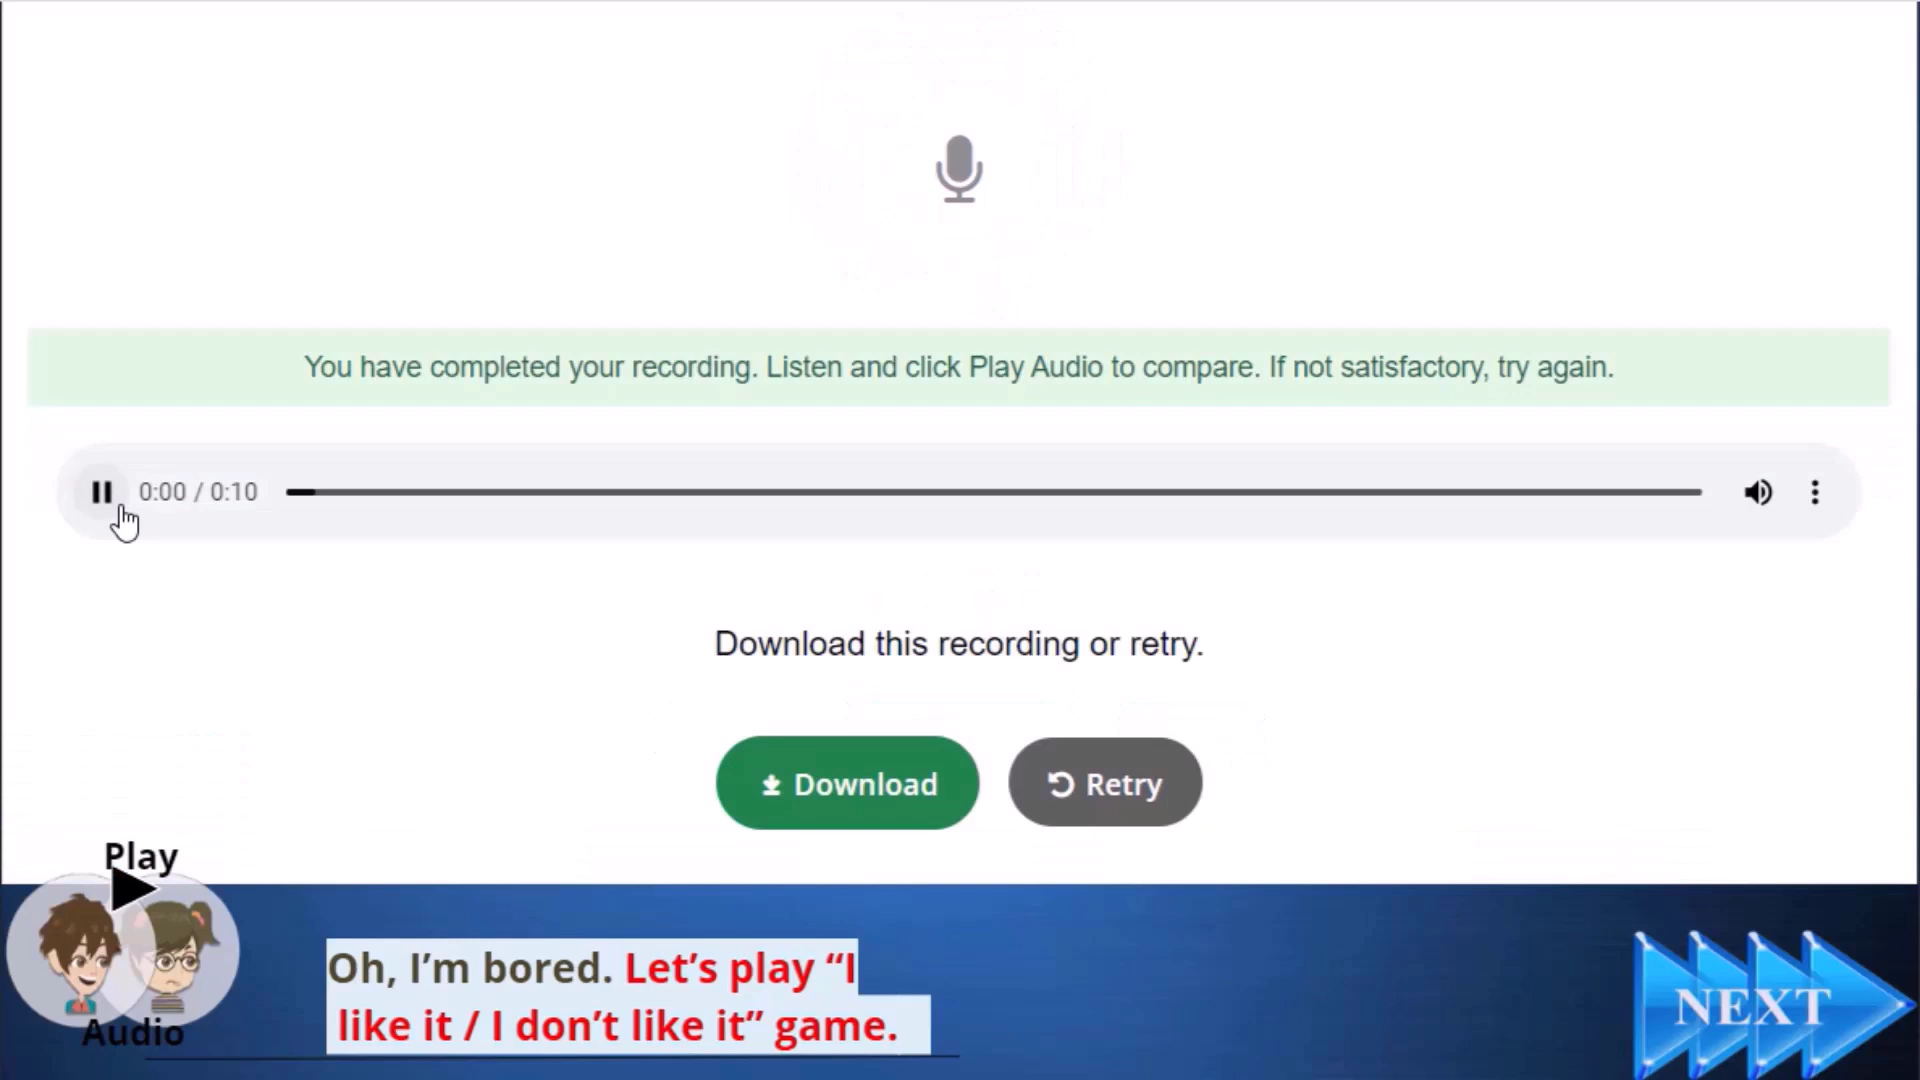 You have completed your recording. Listen and click Play Audio to compare. If not satisfactory, try again.
0:00 / 0:10
Download this recording or retry.
Download
Retry
Play
Audio
Oh, I’m bored. Let’s play “I
like it / I don’t like it” game.
NEXT